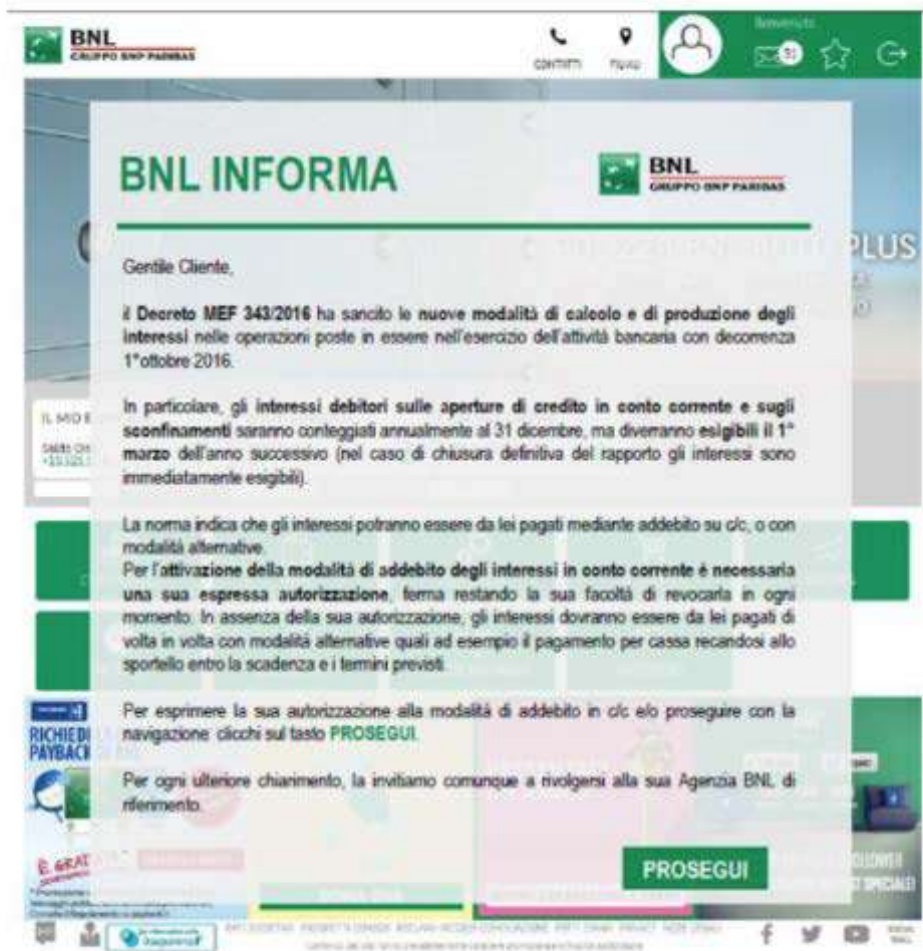 BNL
GRUPPO BNP PARIBAS
CONTATTI
Benvenuto
31
BNL INFORMA
BNL
GRUPPO BNP PARIBAS
PLUS
Gentile Cliente,
il Decreto MEF 343/2016 ha sancito le nuove modalità di calcolo e di produzione degli
interessi nelle operazioni poste in essere nell'esercizio dell'attività bancaria con decorrenza
1°ottobre 2016.
In particolare, gli interessi debitori sulle aperture di credito in conto corrente e sugli
sconfinamenti saranno conteggiati annualmente al 31 dicembre, ma diverranno esigibili il 1°
marzo dell'anno successivo (nel caso di chiusura definitiva del rapporto gli interessi sono
immediatamente esigibili).
IL MIO
La norma indica che gli interessi potranno essere da lei pagati mediante addebito su c/c, o con
modalità alternative.
Per l'attivazione della modalità di addebito degli interessi in conto corrente è necessaria
una sua espressa autorizzazione, ferma restando la sua facoltà di revocarla in ogni
momento. In assenza della sua autorizzazione, gli interessi dovranno essere da lei pagati di
volta in volta con modalità alternative quali ad esempio il pagamento per cassa recandosi allo
sportello entro la scadenza e i termini previsti.
Per esprimere la sua autorizzazione alla modalità di addebito in c/c e/o proseguire con la
navigazione clicchi sul tasto PROSEGUI.
RICHIEDI
PAYBACK
Per ogni ulteriore chiarimento, la invitiamo comunque a rivolgersi alla sua Agenzia BNL di
riferimento.
PROSEGUI